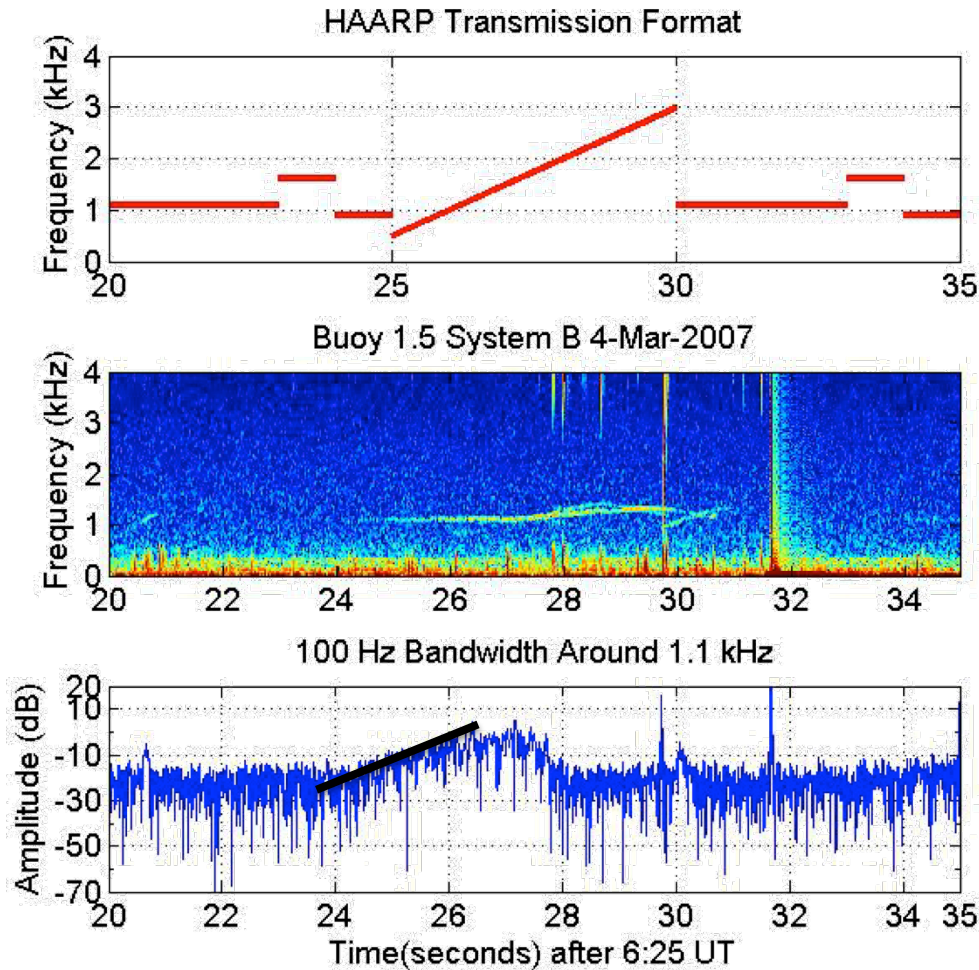 HAARP Transmission Format
Frequency (kHz)
4
3
2
1
0
20 25 30 35
Buoy 1.5 System B 4-Mar-2007
Frequency (kHz)
4
3
2
1
0
20 22 24 26 28 30 32 34
100 Hz Bandwidth Around 1.1 kHz
Amplitude (dB)
20
10
-10
-30
-50
-70
20 22 24 26 28 30 32 34 35
Time(seconds) after 6:25 UT